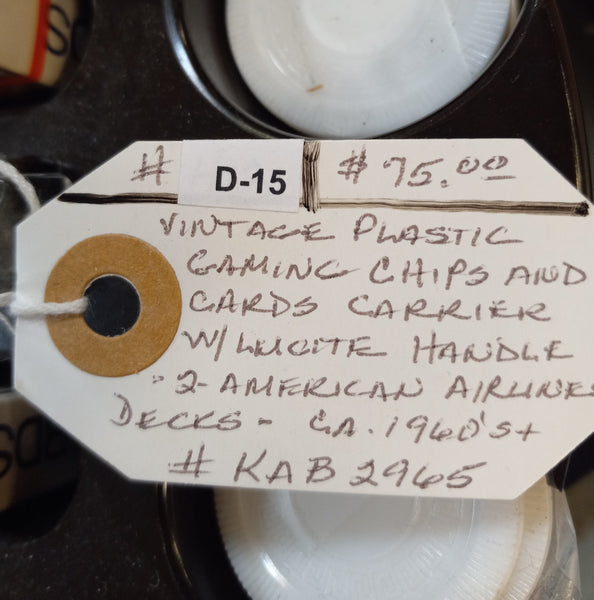 # D-15 $75.00
VINTAGE PLASTIC
GAMING CHIPS AND
CARDS CARRIER
W/LUCITE HANDLE
- 2 - AMERICAN AIRLINES
DECKS - CA. 1960'S+
# KAB2965